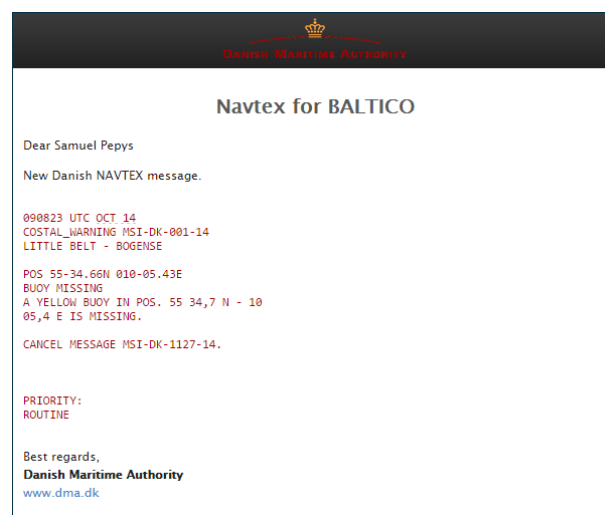 DANISH MARITIME AUTHORITY
Navtex for BALTICO
Dear Samuel Pepys
New Danish NAVTEX message.
090823 UTC OCT 14
COSTAL_WARNING MSI-DK-001-14
LITTLE BELT - BOGENSE
POS 55-34.66N 010-05.43E
BUOY MISSING
A YELLOW BUOY IN POS. 55 34,7 N - 10
05,4 E IS MISSING.
CANCEL MESSAGE MSI-DK-1127-14.
PRIORITY:
ROUTINE
Best regards,
Danish Maritime Authority
www.dma.dk